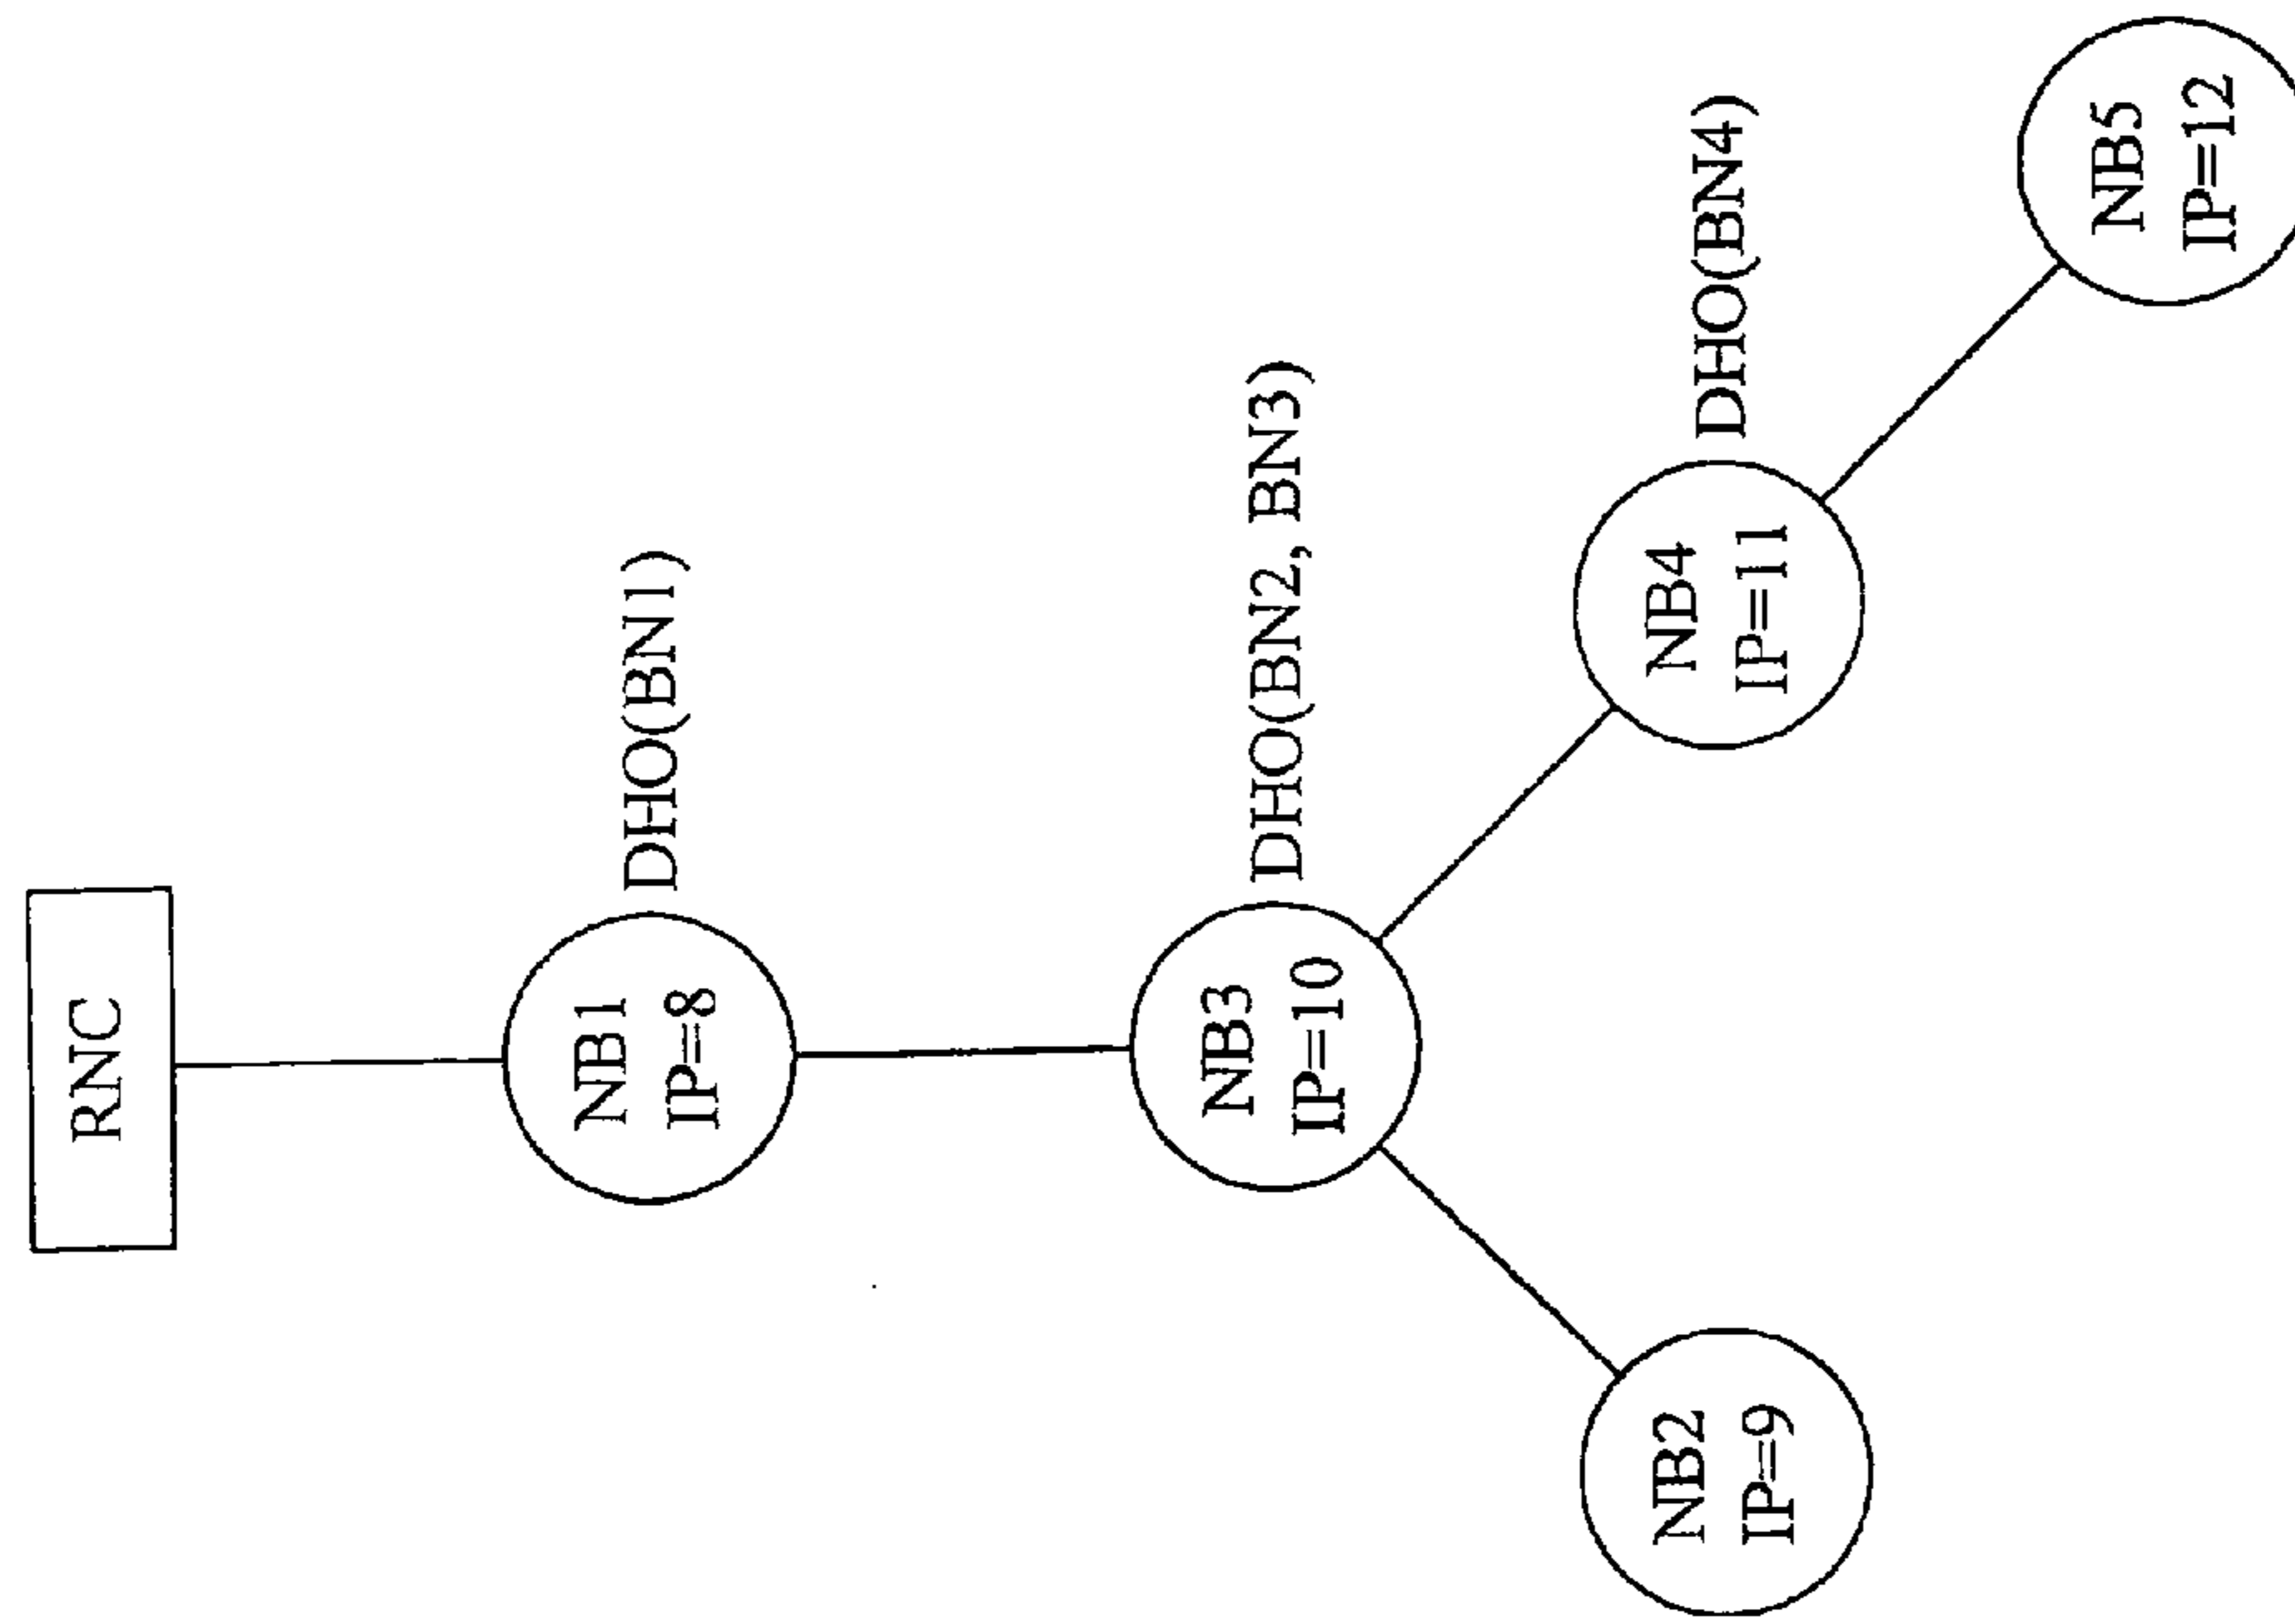 RNC
NB1
IP=8
DHO(BN1)
NB3
IP=10
DHO(BN2, BN3)
NB2
IP=9
NB4
IP=11
DHO(BN4)
NB5
IP=12